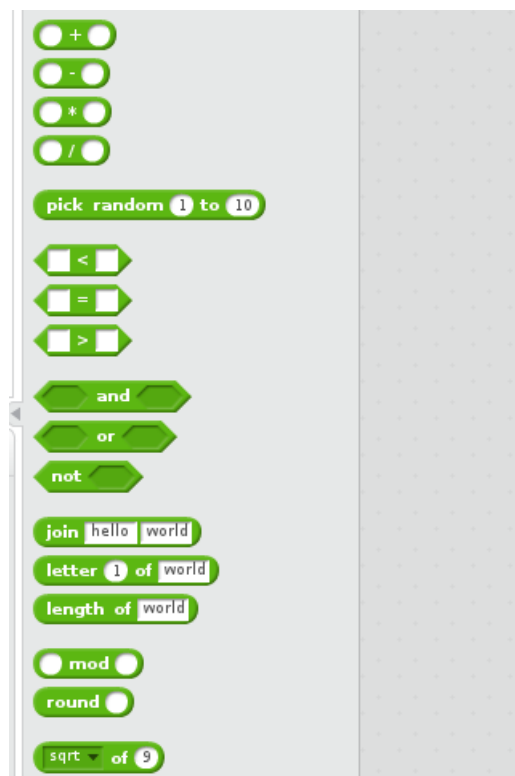 +
-
*
/
pick random 1 to 10
<
=
>
and
or
not
join hello world
letter 1 of world
length of world
mod
round
sqrt of 9